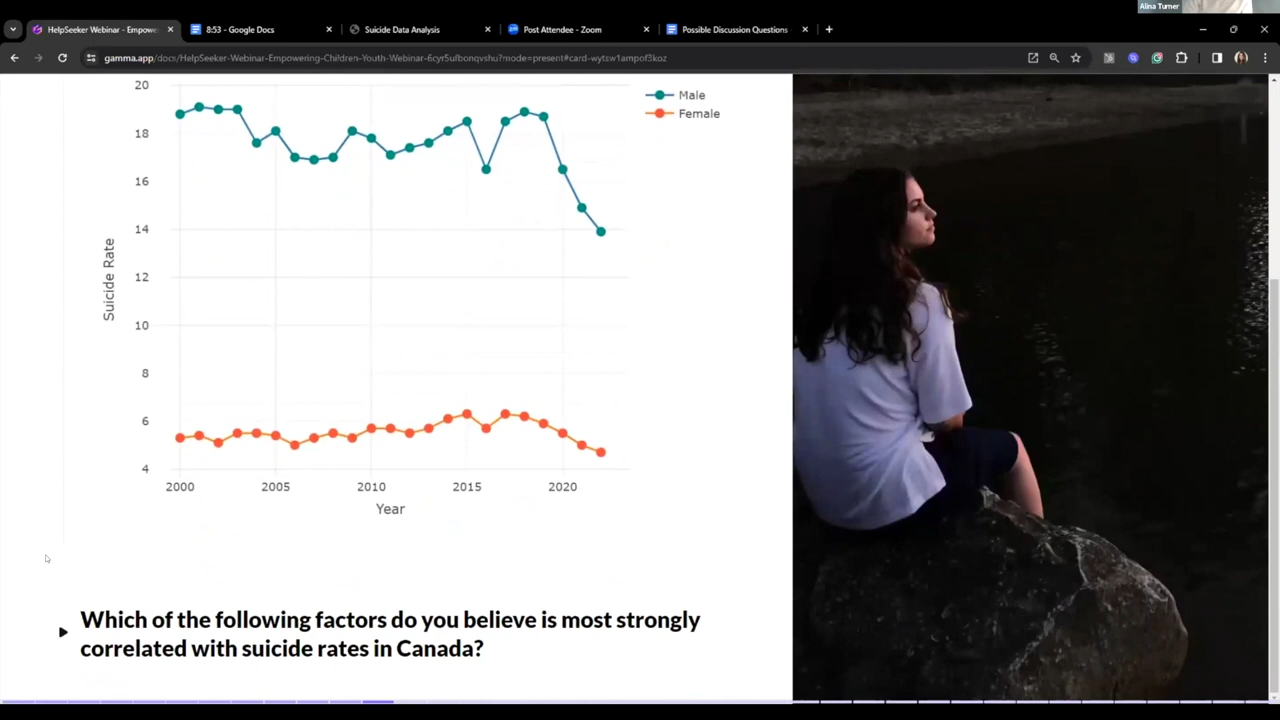 Alina Turner
HelpSeeker Webinar - Empowe
8:53 - Google Docs
Suicide Data Analysis
Post Attendee - Zoom
Possible Discussion Questions
gamma.app/docs/HelpSeeker-Webinar-Empowering-Children-Youth-Webinar-6cyr5ufbonqvshu?mode=present#card-wytsw1ampof3koz
20
18
16
14
12
10
8
6
4
Suicide Rate
2000
2005
2010
2015
2020
Year
Male
Female
Which of the following factors do you believe is most strongly
correlated with suicide rates in Canada?